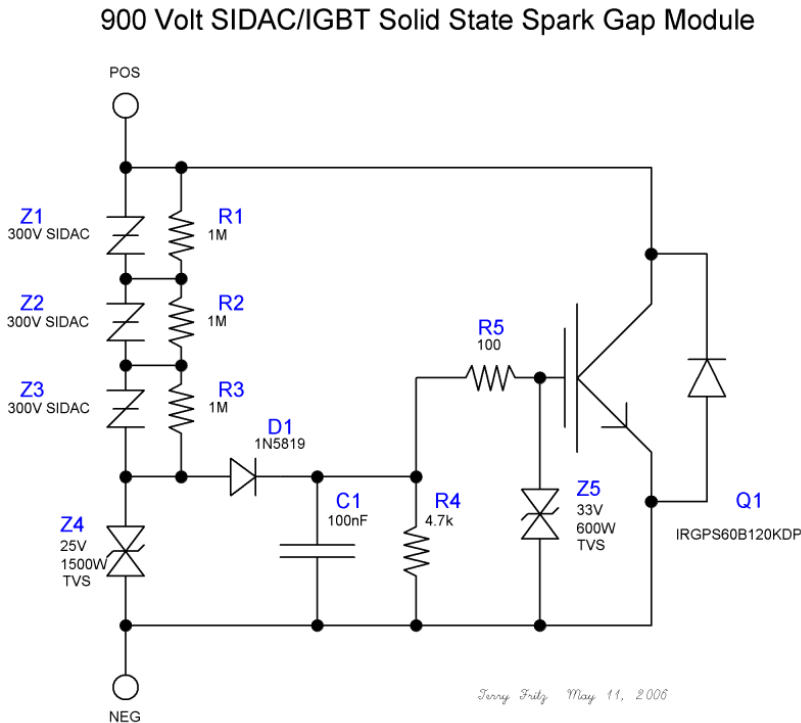 900 Volt SIDAC/IGBT Solid State Spark Gap Module
POS
Z1
300V SIDAC
R1
1M
Z2
300V SIDAC
R2
1M
R5
100
Z3
300V SIDAC
R3
1M
D1
1N5819
Z4
25V
1500W
TVS
C1
100nF
R4
4.7k
Z5
33V
600W
TVS
Q1
IRGPS60B120KDP
NEG
Terry Fritz May 11, 2006